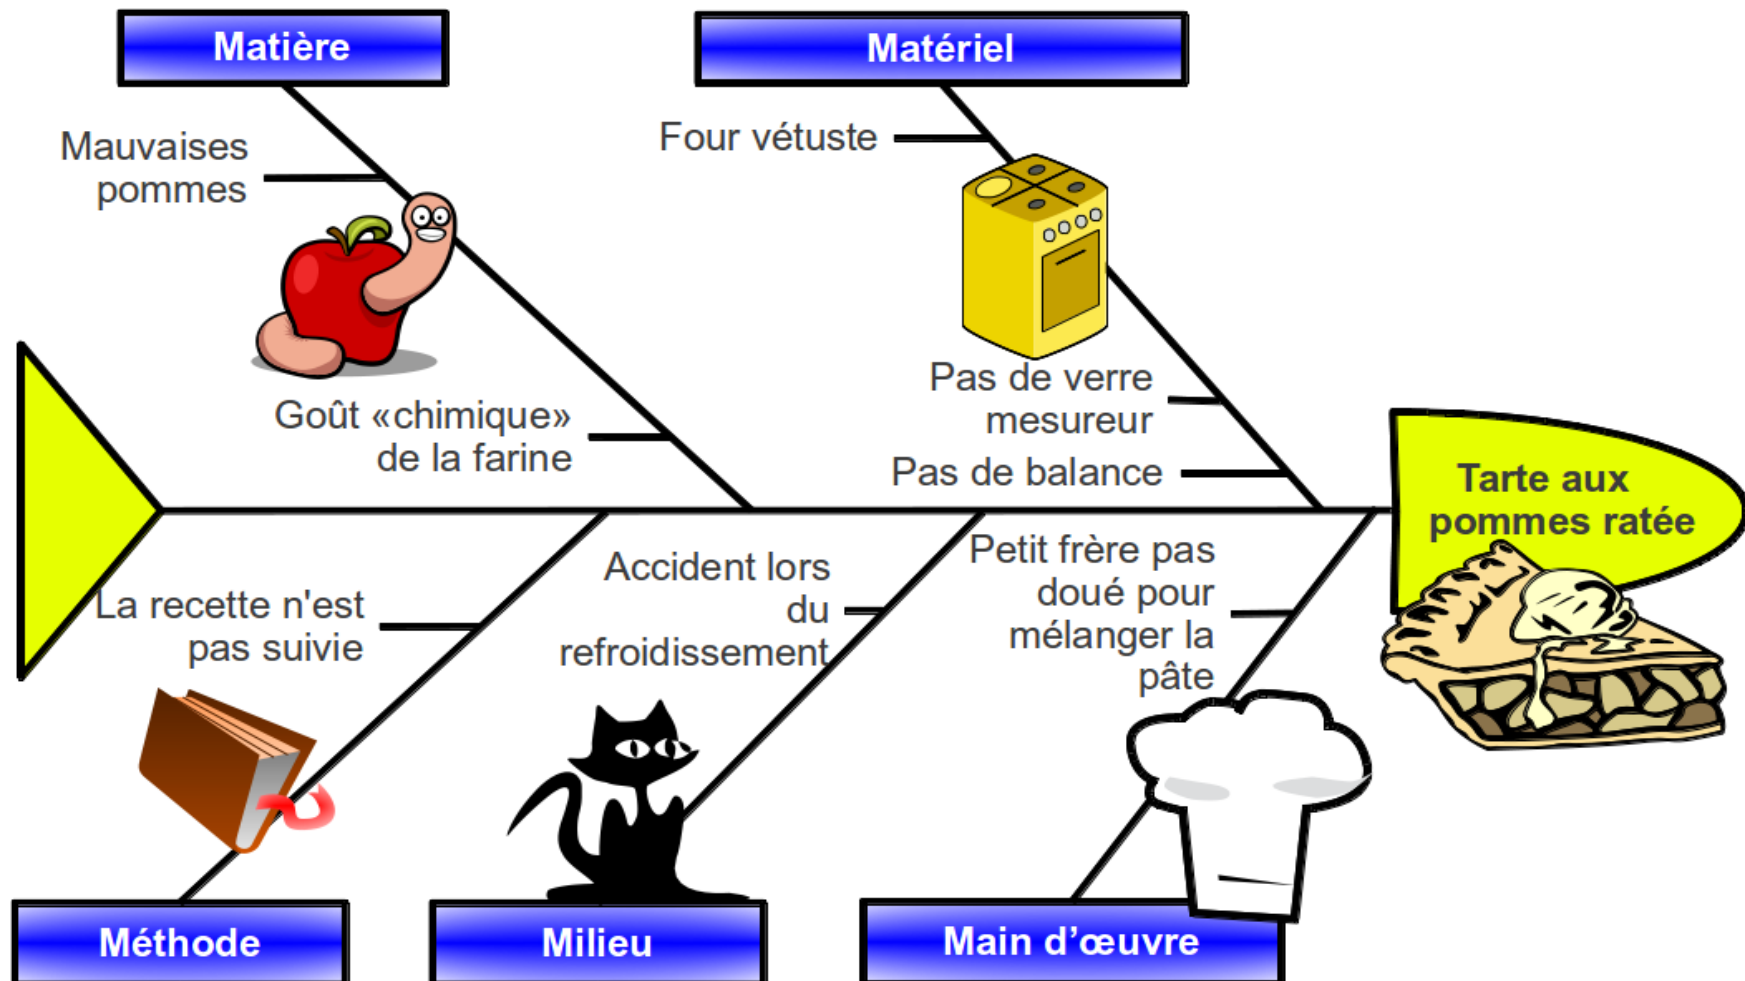 Matière
Matériel
Mauvaises
pommes
Four vétuste
Goût «chimique»
de la farine
Pas de verre
mesureur
Pas de balance
Tarte aux
pommes ratée
La recette n'est
pas suivie
Accident lors
du
refroidissement
Petit frère pas
doué pour
mélanger la
pâte
Méthode
Milieu
Main d’œuvre